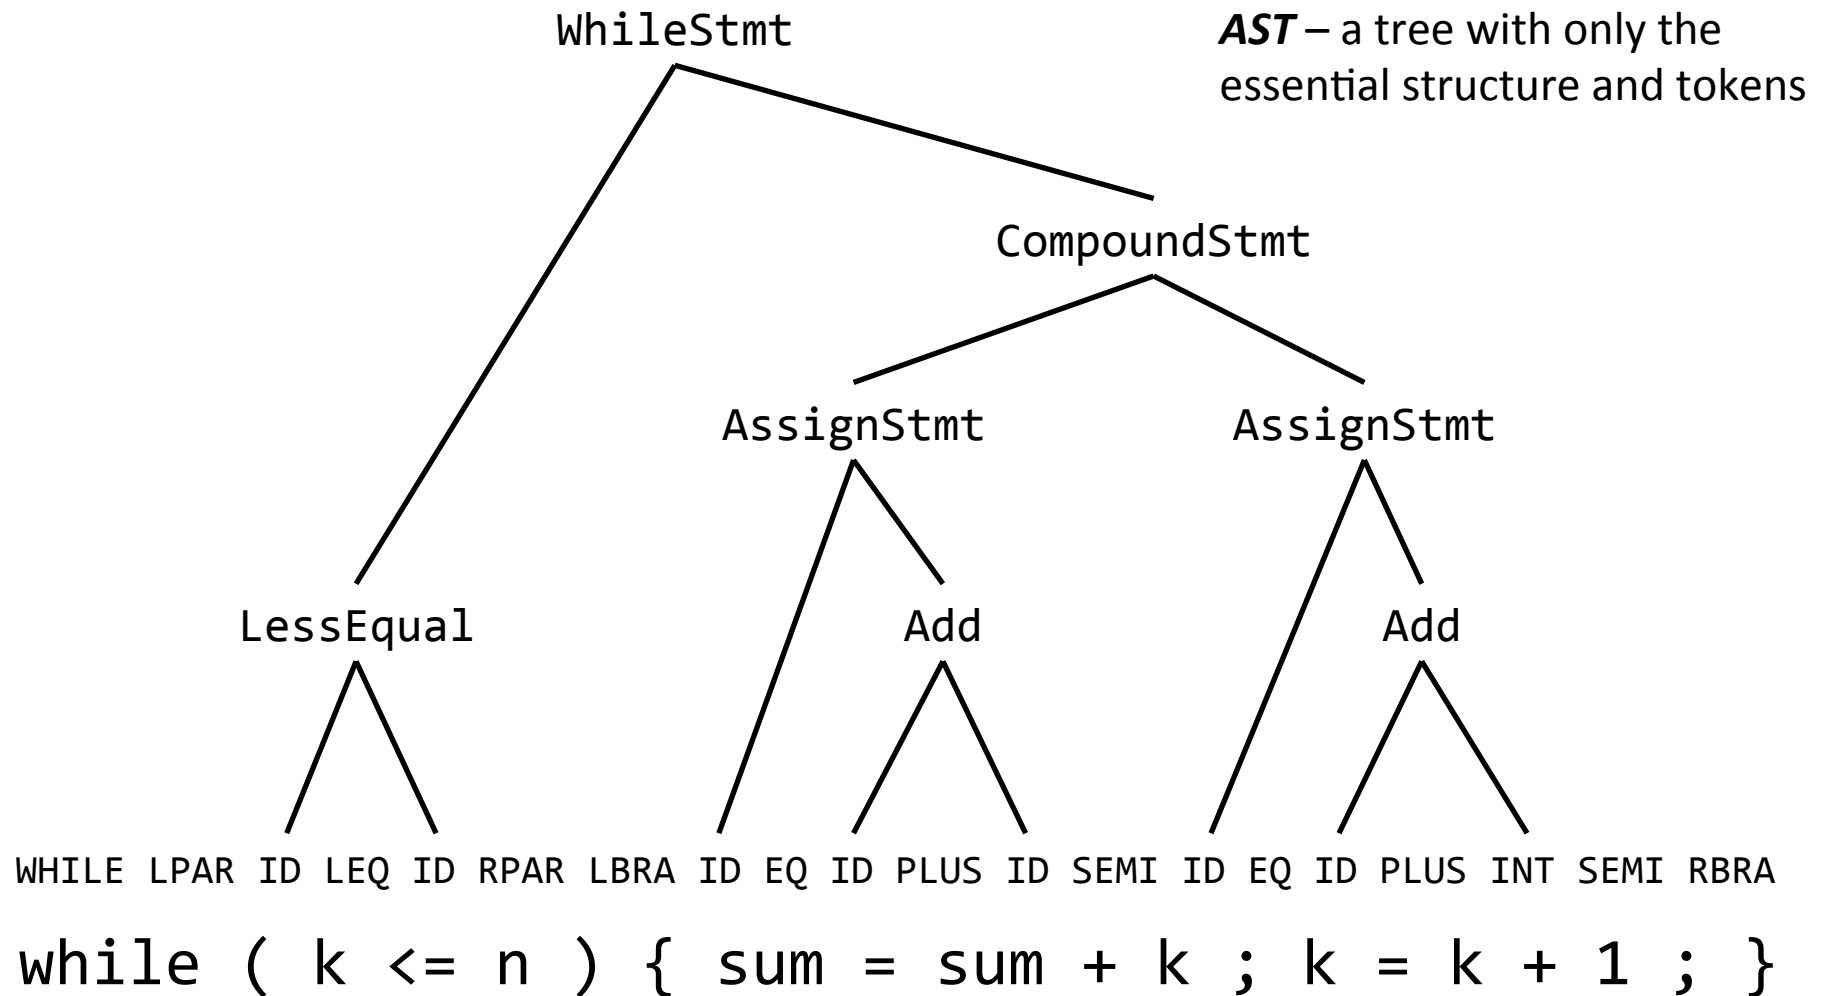 WhileStmt
AST – a tree with only the
essential structure and tokens
CompoundStmt
AssignStmt AssignStmt
LessEqual Add Add
WHILE LPAR ID LEQ ID RPAR LBRA ID EQ ID PLUS ID SEMI ID EQ ID PLUS INT SEMI RBRA
while ( k <= n ) { sum = sum + k ; k = k + 1 ; }